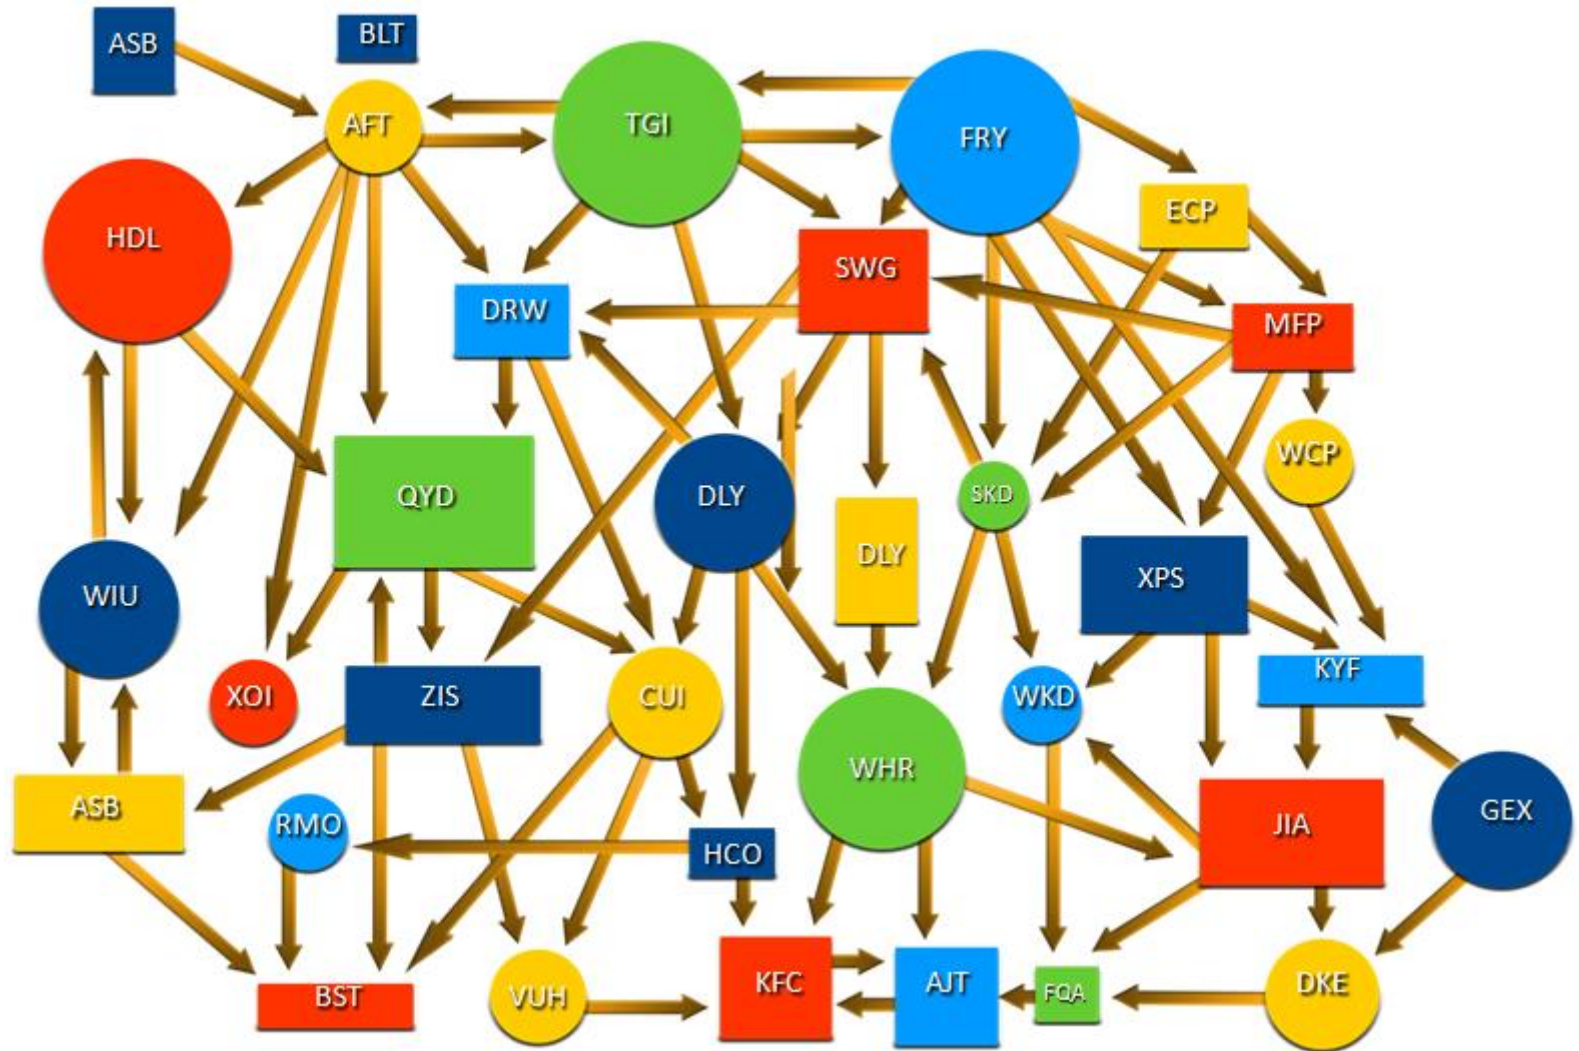 ASB
BLT
AFT
TGI
FRY
ECP
HDL
SWG
DRW
MFP
WCP
QYD
DLY
SKD
DLY
XPS
WIU
KYF
XOI
ZIS
CUI
WKD
WHR
ASB
RMO
HCO
JIA
GEX
BST
VUH
KFC
AJT
FQA
DKE